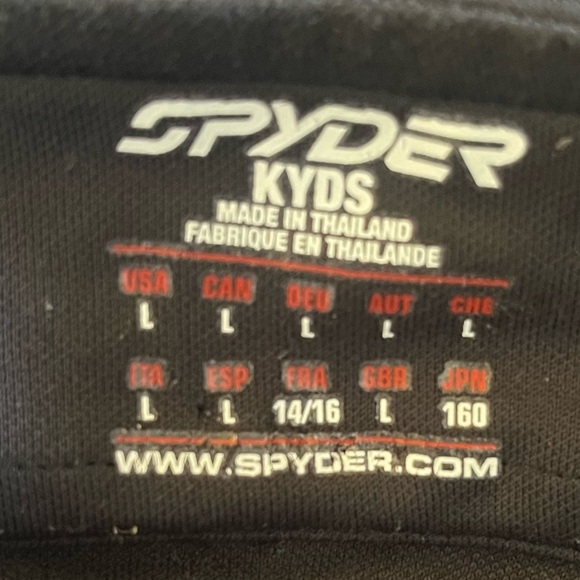 SPYDER
KYDS
MADE IN THAILAND
FABRIQUE EN THAILANDE
USA CAN DEU AUT CHE
L L L L L
ITA ESP FRA GBR JPN
L L 14/16 L 160
WWW.SPYDER.COM